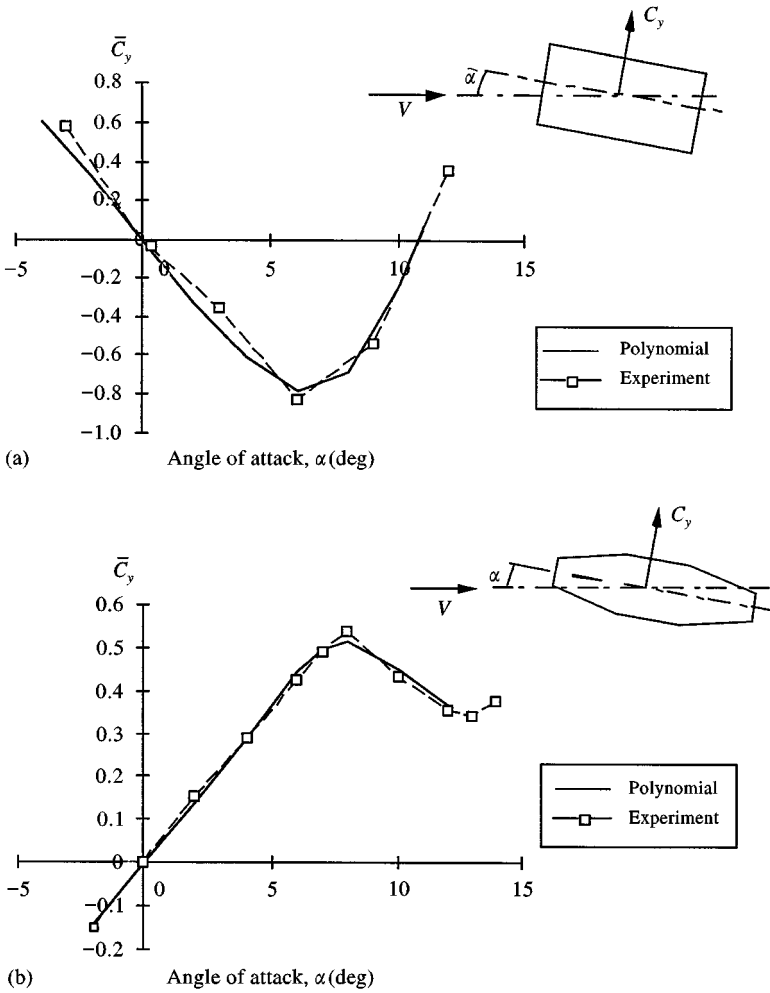 C̄y
0.8
0.6
0.4
0.2
0
−0.2
−0.4
−0.6
−0.8
−1.0
−5
5
10
15
Cy
ᾱ
V
Polynomial
Experiment
(a)
Angle of attack, α(deg)
C̄y
0.6
0.5
0.4
0.3
0.2
0.1
0
−0.1
−0.2
−5
0
5
10
15
Cy
α
V
Polynomial
Experiment
(b)
Angle of attack, α(deg)